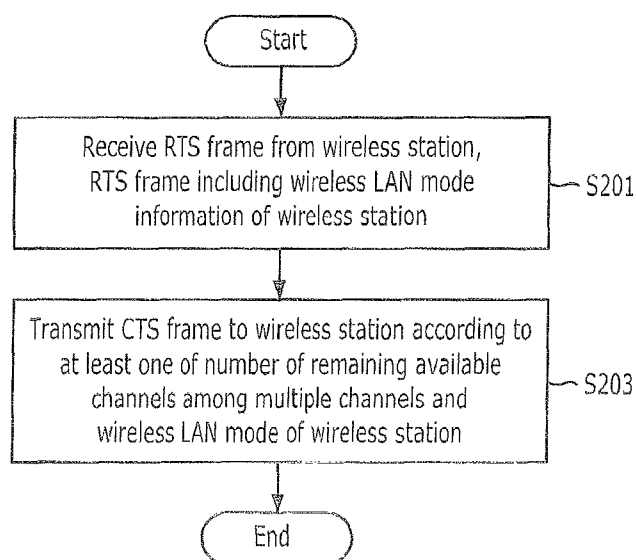 Start
Receive RTS frame from wireless station,
RTS frame including wireless LAN mode
information of wireless station
S201
Transmit CTS frame to wireless station according to
at least one of number of remaining available
channels among multiple channels and
wireless LAN mode of wireless station
S203
End